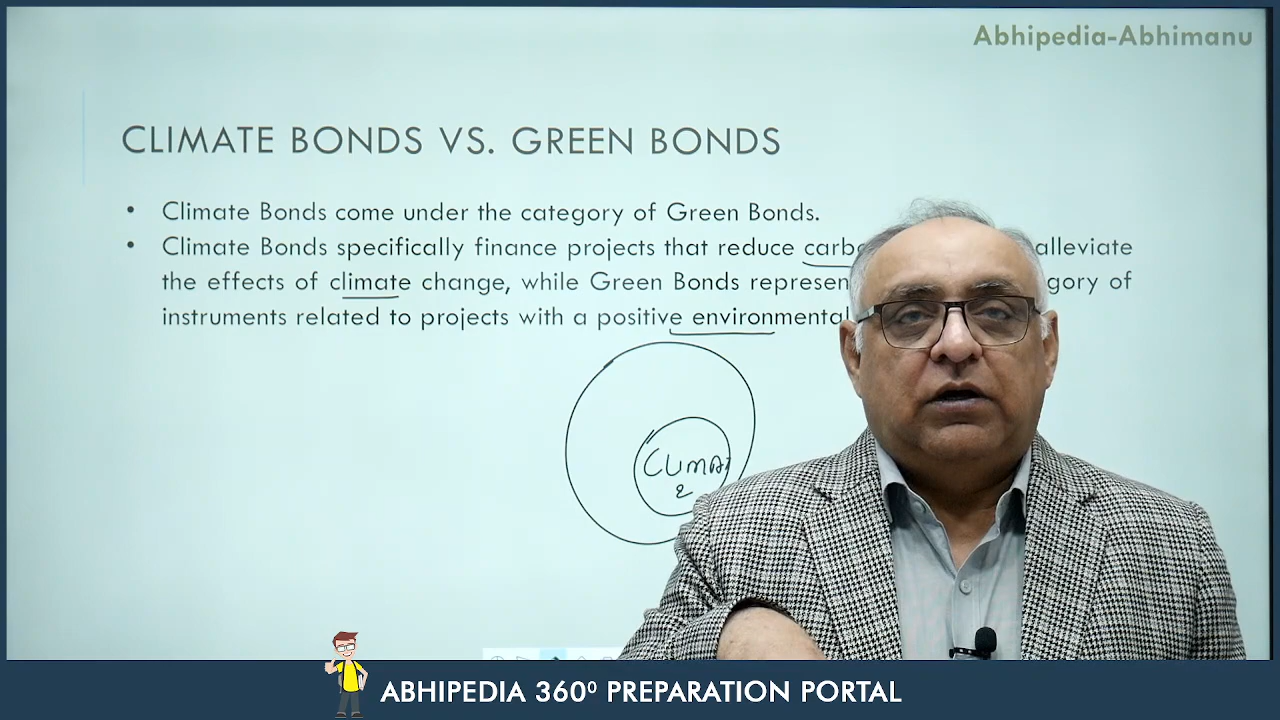 Abhipedia-Abhimanu
CLIMATE BONDS VS. GREEN BONDS
• Climate Bonds come under the category of Green Bonds.
• Climate Bonds specifically finance projects that reduce carbo alleviate
the effects of climate change, while Green Bonds represen gory of
instruments related to projects with a positive environmental
CLIMAT
E
ABHIPEDIA 360⁰ PREPARATION PORTAL